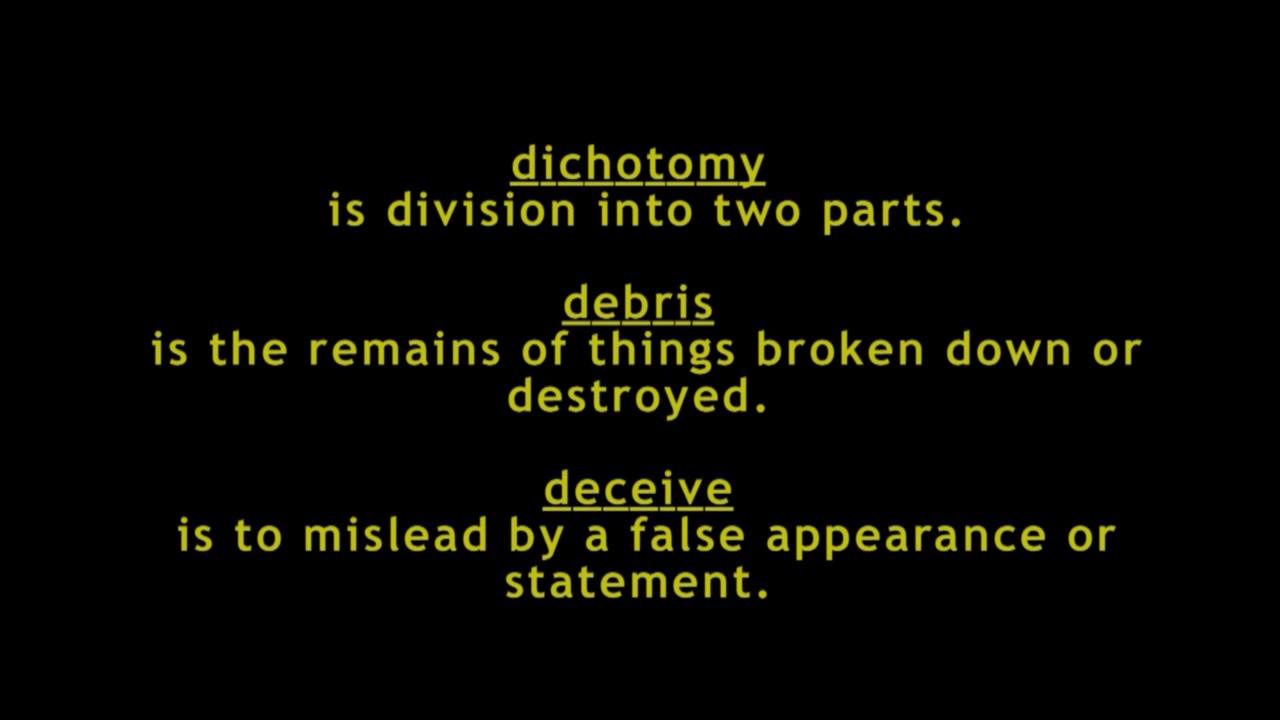 dichotomy
is division into two parts.
debris
is the remains of things broken down or
destroyed.
deceive
is to mislead by a false appearance or
statement.